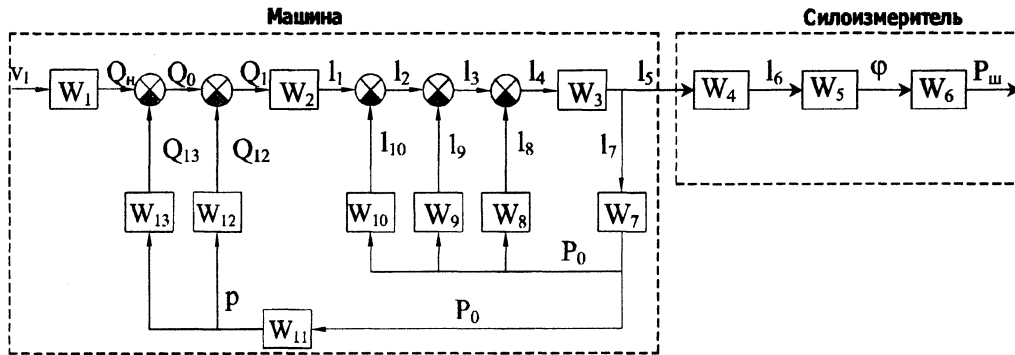 Машина
Силоизмеритель
v₁ W₁ Qн Q₀ Q₁ W₂ l₁ l₂ l₃ l₄ W₃ l₅ W₄ l₆ W₅ φ W₆ Pш
Q₁₃ Q₁₂ l₁₀ l₉ l₈ l₇
W₁₃ W₁₂ W₁₀ W₉ W₈ W₇
P₀
p W₁₁ P₀